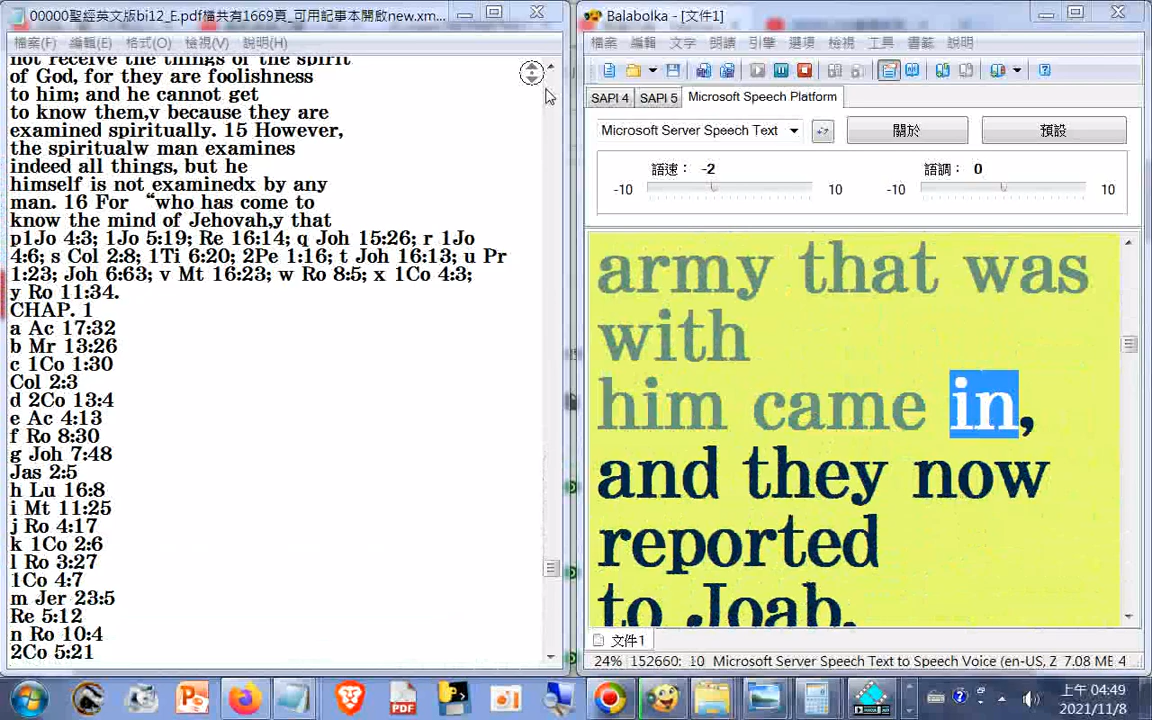 00000聖經英文版bi12_E.pdf檔共有1669頁_可用記事本開啟new.xm...
檔案(F) 編輯(E) 格式(O) 檢視(V) 說明(H)
not receive the things of the spirit
of God, for they are foolishness
to him; and he cannot get
to know them,v because they are
examined spiritually. 15 However,
the spiritualw man examines
indeed all things, but he
himself is not examinedx by any
man. 16 For “who has come to
know the mind of Jehovah,y that
p1Jo 4:3; 1Jo 5:19; Re 16:14; q Joh 15:26; r 1Jo
4:6; s Col 2:8; 1Ti 6:20; 2Pe 1:16; t Joh 16:13; u Pr
1:23; Joh 6:63; v Mt 16:23; w Ro 8:5; x 1Co 4:3;
y Ro 11:34.
CHAP. 1
a Ac 17:32
b Mr 13:26
c 1Co 1:30
Col 2:3
d 2Co 13:4
e Ac 4:13
f Ro 8:30
g Joh 7:48
Jas 2:5
h Lu 16:8
i Mt 11:25
j Ro 4:17
k 1Co 2:6
l Ro 3:27
1Co 4:7
m Jer 23:5
Re 5:12
n Ro 10:4
2Co 5:21
Balabolka - [文件1]
檔案 編輯 文字 朗讀 引擎 選項 檢視 工具 書籤 說明
SAPI 4 SAPI 5 Microsoft Speech Platform
Microsoft Server Speech Text 關於 預設
語速： -2 語調： 0
-10 10 -10 10
army that was
with
him came in,
and they now
reported
to Joab,
文件1
24% 152660: 10 Microsoft Server Speech Text to Speech Voice (en-US, Z 7.08 ME 4
PDF
上午 04:49
2021/11/8